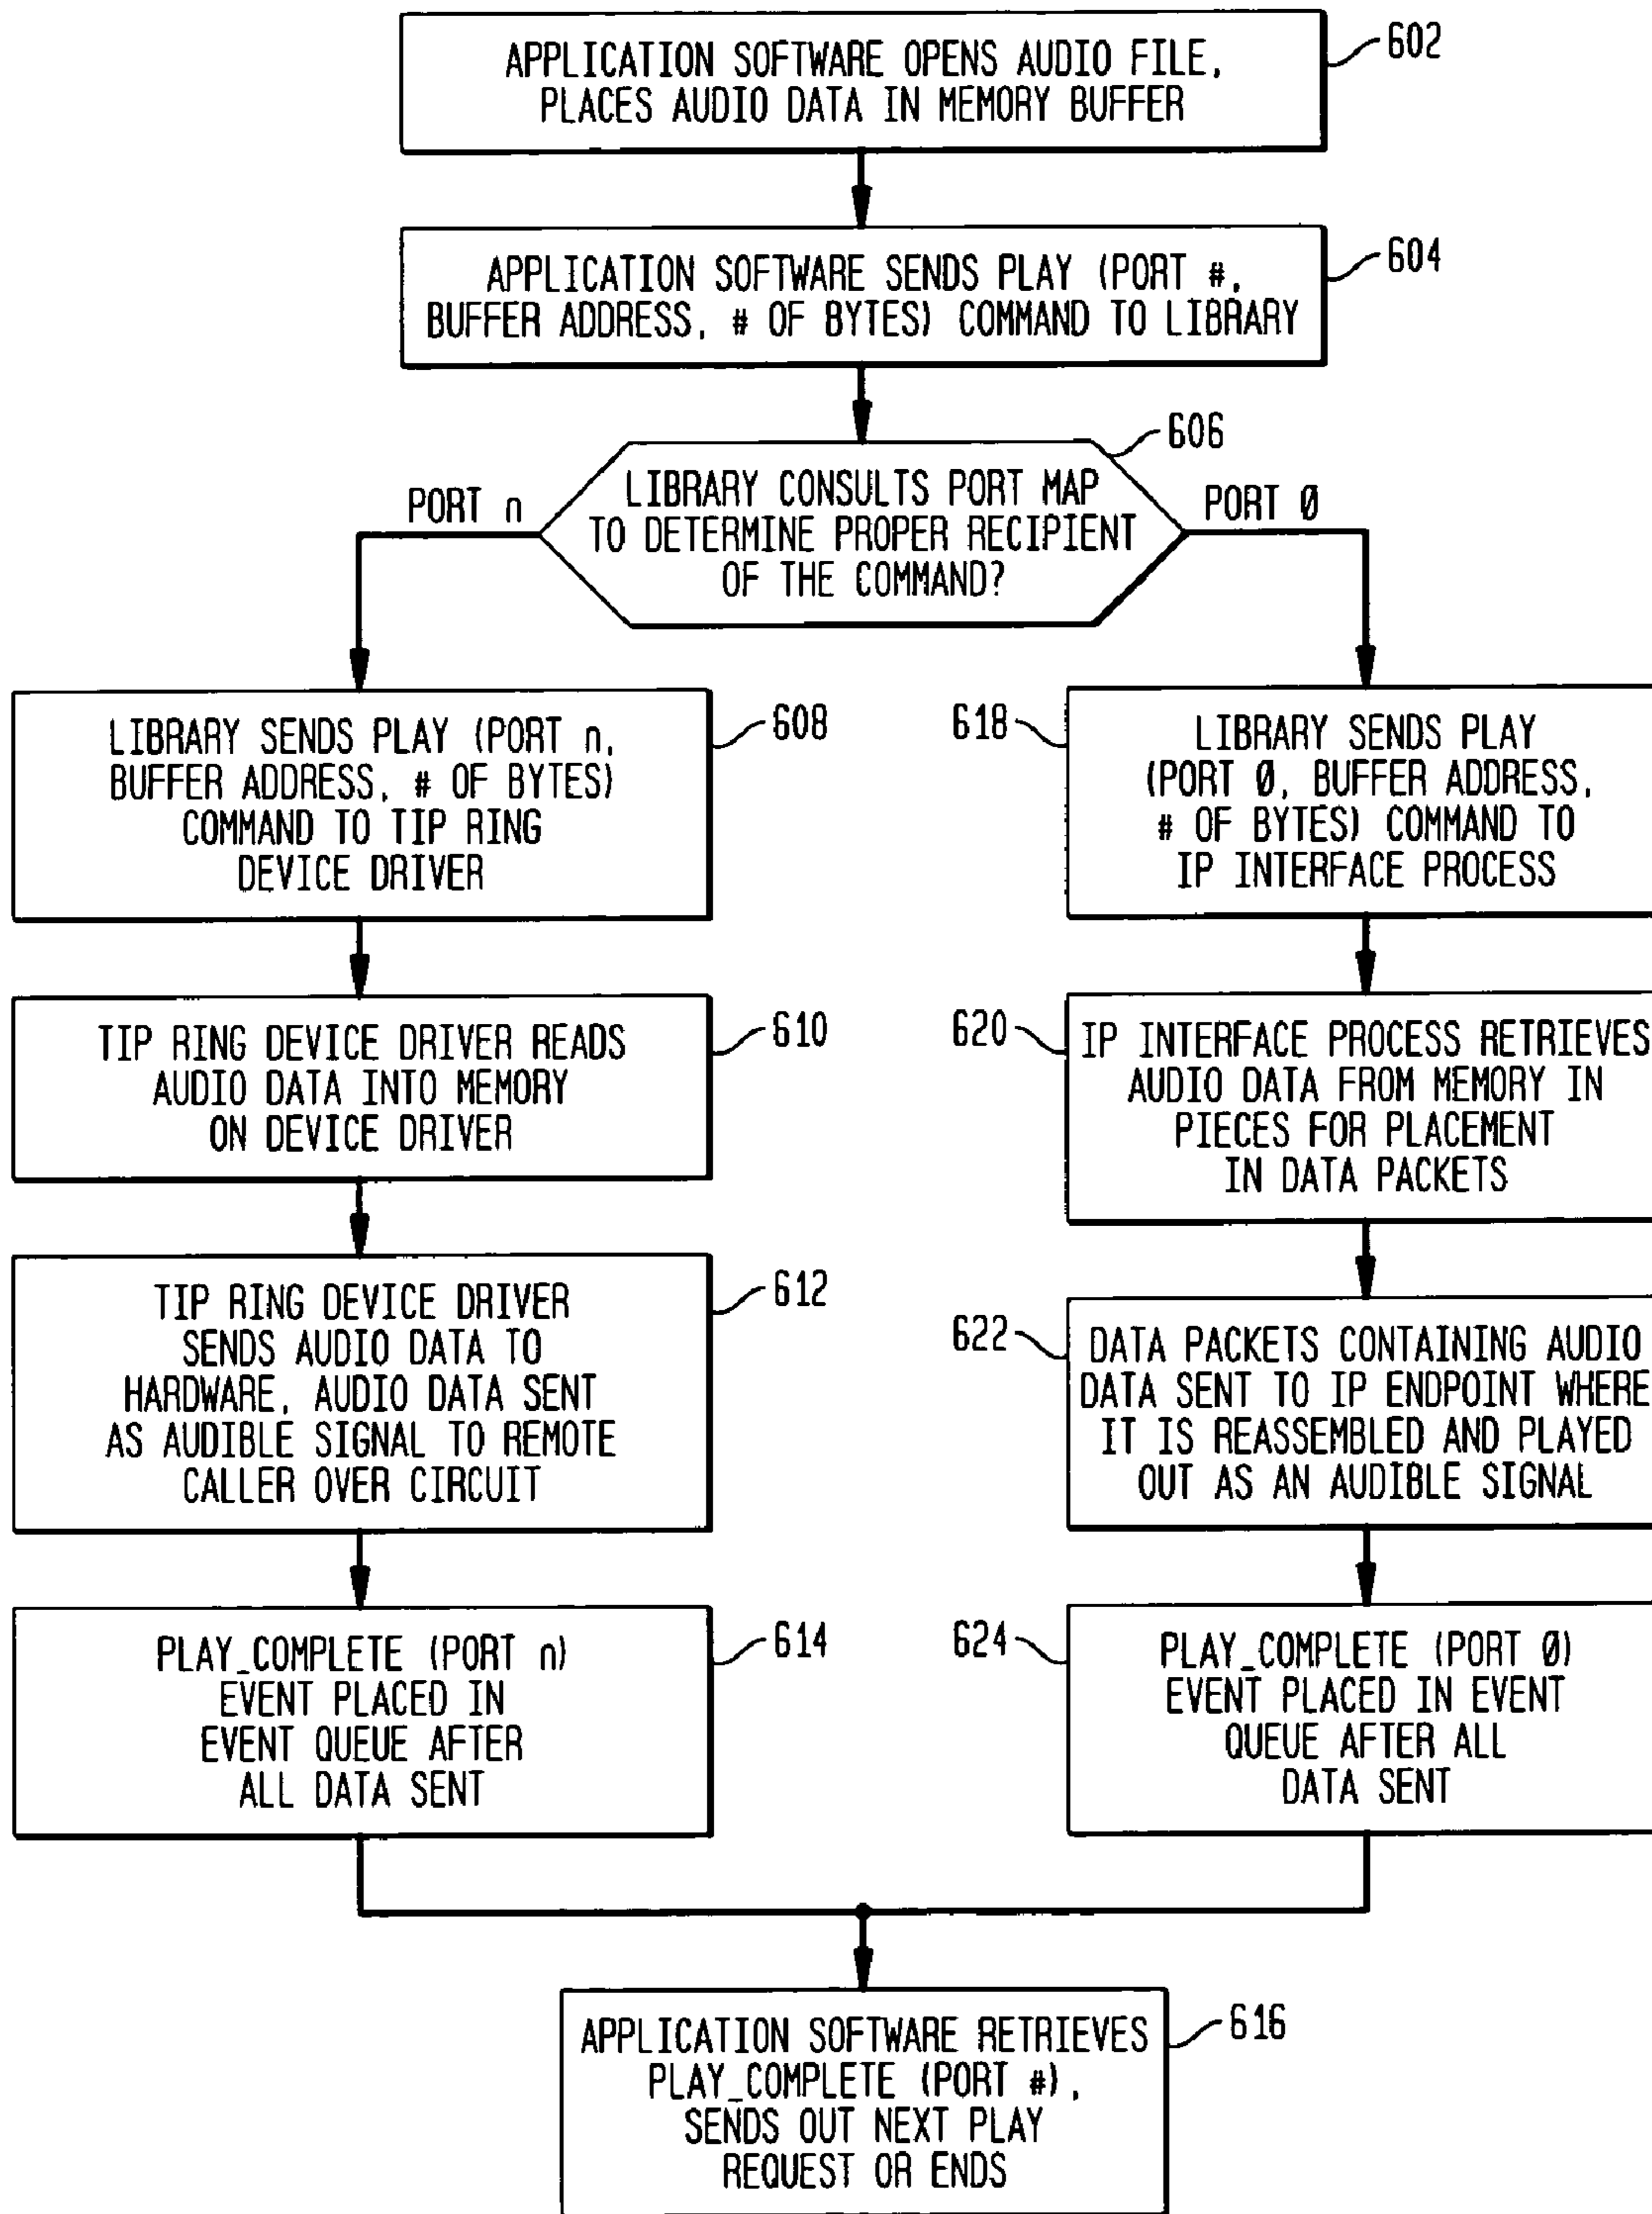 APPLICATION SOFTWARE OPENS AUDIO FILE,
PLACES AUDIO DATA IN MEMORY BUFFER
602
APPLICATION SOFTWARE SENDS PLAY (PORT #,
BUFFER ADDRESS, # OF BYTES) COMMAND TO LIBRARY
604
606
LIBRARY CONSULTS PORT MAP
TO DETERMINE PROPER RECIPIENT
OF THE COMMAND?
PORT n
PORT Ø
LIBRARY SENDS PLAY (PORT n,
BUFFER ADDRESS, # OF BYTES)
COMMAND TO TIP RING
DEVICE DRIVER
608
TIP RING DEVICE DRIVER READS
AUDIO DATA INTO MEMORY
ON DEVICE DRIVER
610
TIP RING DEVICE DRIVER
SENDS AUDIO DATA TO
HARDWARE, AUDIO DATA SENT
AS AUDIBLE SIGNAL TO REMOTE
CALLER OVER CIRCUIT
612
PLAY_COMPLETE (PORT n)
EVENT PLACED IN
EVENT QUEUE AFTER
ALL DATA SENT
614
618
LIBRARY SENDS PLAY
(PORT Ø, BUFFER ADDRESS,
# OF BYTES) COMMAND TO
IP INTERFACE PROCESS
620
IP INTERFACE PROCESS RETRIEVES
AUDIO DATA FROM MEMORY IN
PIECES FOR PLACEMENT
IN DATA PACKETS
622
DATA PACKETS CONTAINING AUDIO
DATA SENT TO IP ENDPOINT WHERE
IT IS REASSEMBLED AND PLAYED
OUT AS AN AUDIBLE SIGNAL
624
PLAY_COMPLETE (PORT Ø)
EVENT PLACED IN EVENT
QUEUE AFTER ALL
DATA SENT
APPLICATION SOFTWARE RETRIEVES
PLAY_COMPLETE (PORT #),
SENDS OUT NEXT PLAY
REQUEST OR ENDS
616